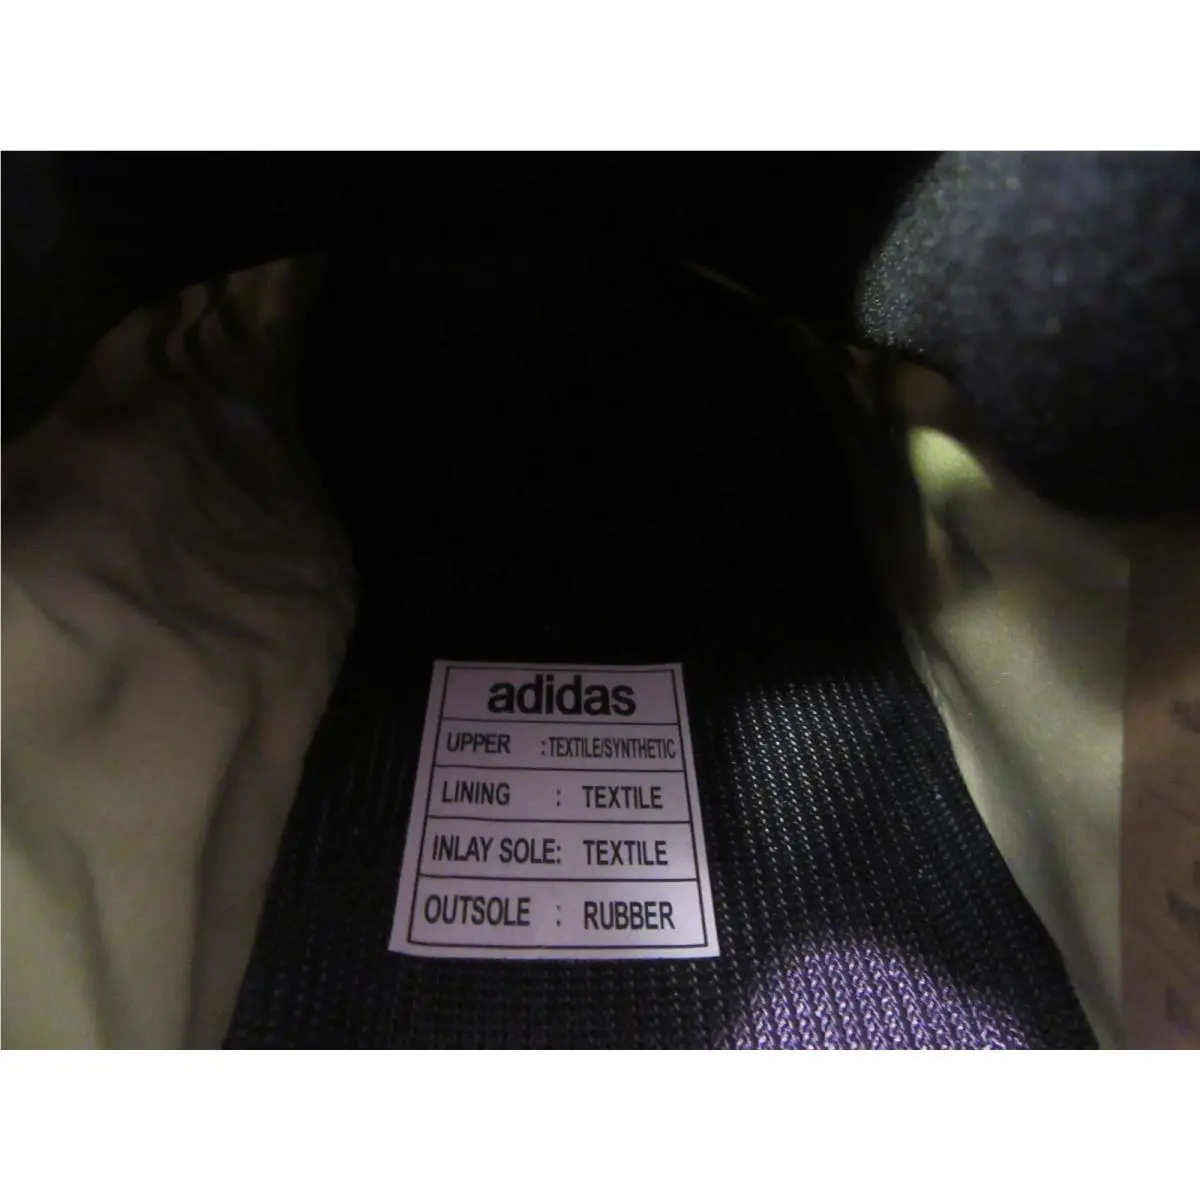 adidas
UPPER : TEXTILE/SYNTHETIC
LINING : TEXTILE
INLAY SOLE: TEXTILE
OUTSOLE : RUBBER